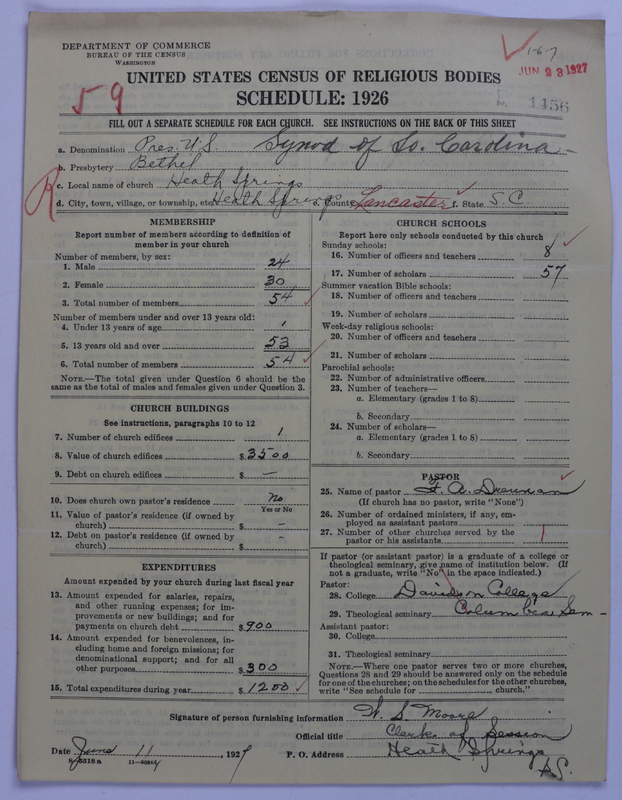 DEPARTMENT OF COMMERCE
BUREAU OF THE CENSUS
WASHINGTON
1-6-7
JUN 23 1927
1456
59
UNITED STATES CENSUS OF RELIGIOUS BODIES
SCHEDULE: 1926
FILL OUT A SEPARATE SCHEDULE FOR EACH CHURCH. SEE INSTRUCTIONS ON THE BACK OF THIS SHEET
a. Denomination Pres. U.S. Synod of So. Carolina
b. Presbytery Bethel
c. Local name of church Heath Springs
R
d. City, town, village, or township, etc. Heath Springs e. County Lancaster f. State S.C.
MEMBERSHIP
Report number of members according to definition of member in your church
Number of members, by sex:
1. Male 24
2. Female 30
3. Total number of members 54
Number of members under and over 13 years old:
4. Under 13 years of age 1
5. 13 years old and over 53
6. Total number of members 54
NOTE.—The total given under Question 6 should be the
same as the total of males and females given under Question 3.
CHURCH BUILDINGS
See instructions, paragraphs 10 to 12
7. Number of church edifices 1
8. Value of church edifices $ 3500
9. Debt on church edifices $ —
10. Does church own pastor's residence No
Yes or No
11. Value of pastor's residence (if owned by
church) $ –
12. Debt on pastor's residence (if owned by
church) $ –
EXPENDITURES
Amount expended by your church during last fiscal year
13. Amount expended for salaries, repairs,
and other running expenses; for im-
provements or new buildings; and for
payments on church debt $ 900
14. Amount expended for benevolences, in-
cluding home and foreign missions; for
denominational support; and for all
other purposes $ 300
15. Total expenditures during year $ 1200
CHURCH SCHOOLS
Report here only schools conducted by this church
Sunday schools:
16. Number of officers and teachers 8
17. Number of scholars 57
Summer vacation Bible schools:
18. Number of officers and teachers
19. Number of scholars
Week-day religious schools:
20. Number of officers and teachers
21. Number of scholars
Parochial schools:
22. Number of administrative officers
23. Number of teachers—
a. Elementary (grades 1 to 8)
b. Secondary
24. Number of scholars—
a. Elementary (grades 1 to 8)
b. Secondary
PASTOR
25. Name of pastor F. A. Drennan
(If church has no pastor, write "None")
26. Number of ordained ministers, if any, em-
ployed as assistant pastors
27. Number of other churches served by the
pastor or his assistants 1
If pastor (or assistant pastor) is a graduate of a college or
theological seminary, give name of institution below. (If
not a graduate, write "No" in the space indicated.)
Pastor:
28. College Davidson College
29. Theological seminary Columbia Sem –
Assistant pastor:
30. College
31. Theological seminary
NOTE.—Where one pastor serves two or more churches,
Questions 28 and 29 should be answered only on the schedule
for one of the churches; on the schedules for the other churches,
write "See schedule for church."
Signature of person furnishing information W. S. Moore
Official title Clerk of Session
Date June 11, 1927 P. O. Address Heath Springs